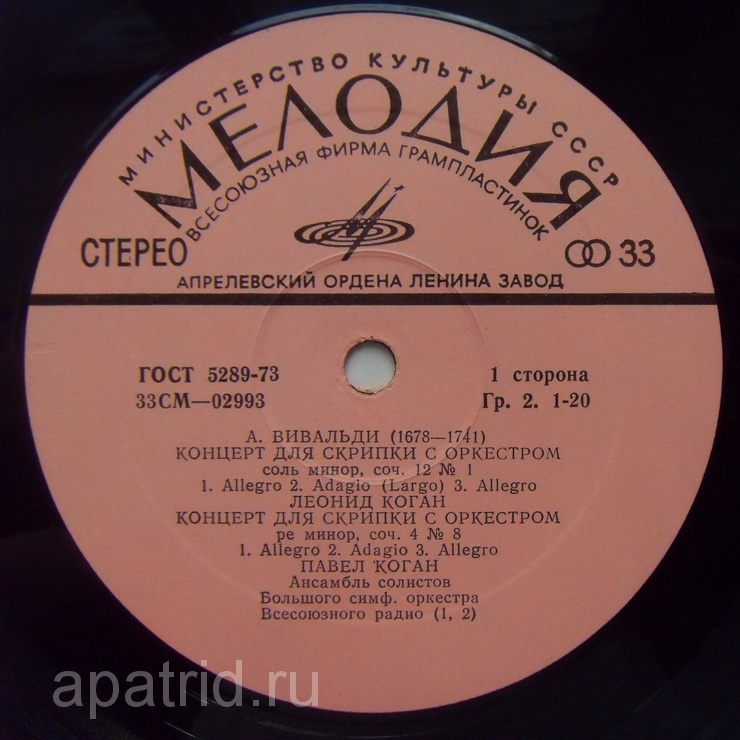 МИНИСТЕРСТВО КУЛЬТУРЫ СССР
МЕЛОДИЯ
ВСЕСОЮЗНАЯ ФИРМА ГРАМПЛАСТИНОК
СТЕРЕО
33
АПРЕЛЕВСКИЙ ОРДЕНА ЛЕНИНА ЗАВОД
ГОСТ 5289-73
1 сторона
33СМ—02993
Гр. 2. 1-20
А. ВИВАЛЬДИ (1678—1741)
КОНЦЕРТ ДЛЯ СКРИПКИ С ОРКЕСТРОМ
соль минор, соч. 12 № 1
1. Allegro 2. Adagio (Largo) 3. Allegro
ЛЕОНИД КОГАН
КОНЦЕРТ ДЛЯ СКРИПКИ С ОРКЕСТРОМ
ре минор, соч. 4 № 8
1. Allegro 2. Adagio 3. Allegro
ПАВЕЛ КОГАН
Ансамбль солистов
Большого симф. оркестра
Всесоюзного радио (1, 2)
apatrid.ru